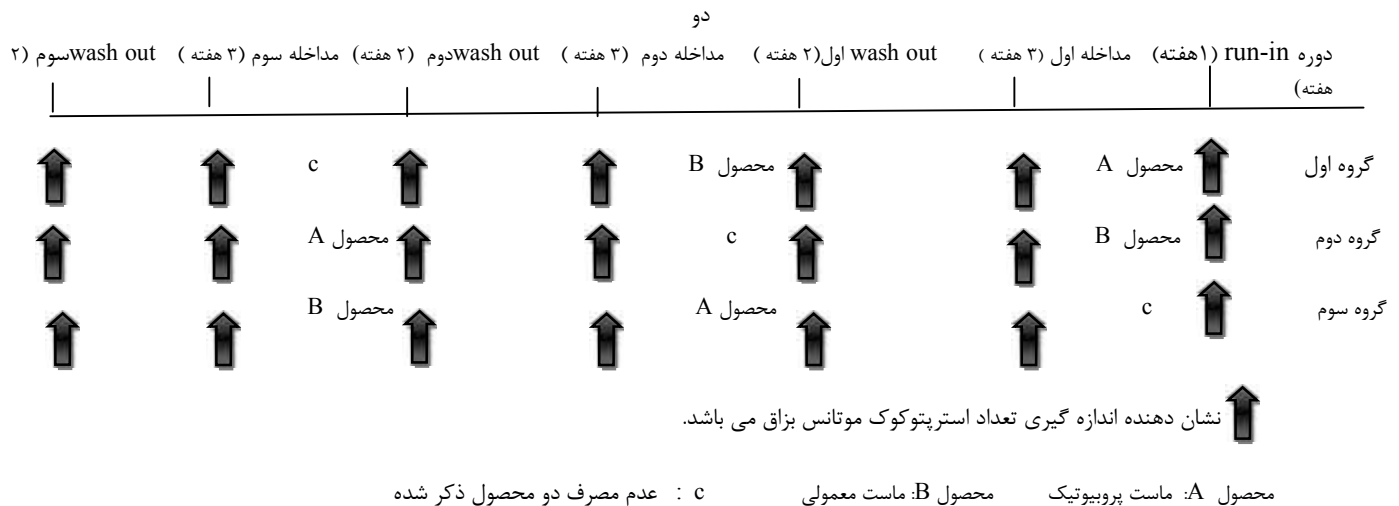 دو
دوره run-in (۱هفته) مداخله اول (۳ هفته ) wash out اول(۲ هفته ) مداخله دوم (۳ هفته ) wash outدوم (۲ هفته) مداخله سوم (۳ هفته ) wash outسوم (۲
هفته)
گروه اول محصول A محصول B c
گروه دوم محصول B c محصول A
گروه سوم c محصول A محصول B
نشان دهنده اندازه گیری تعداد استرپتوکوک موتانس بزاق می باشد.
محصول A: ماست پروبیوتیک محصول B: ماست معمولی c : عدم مصرف دو محصول ذکر شده